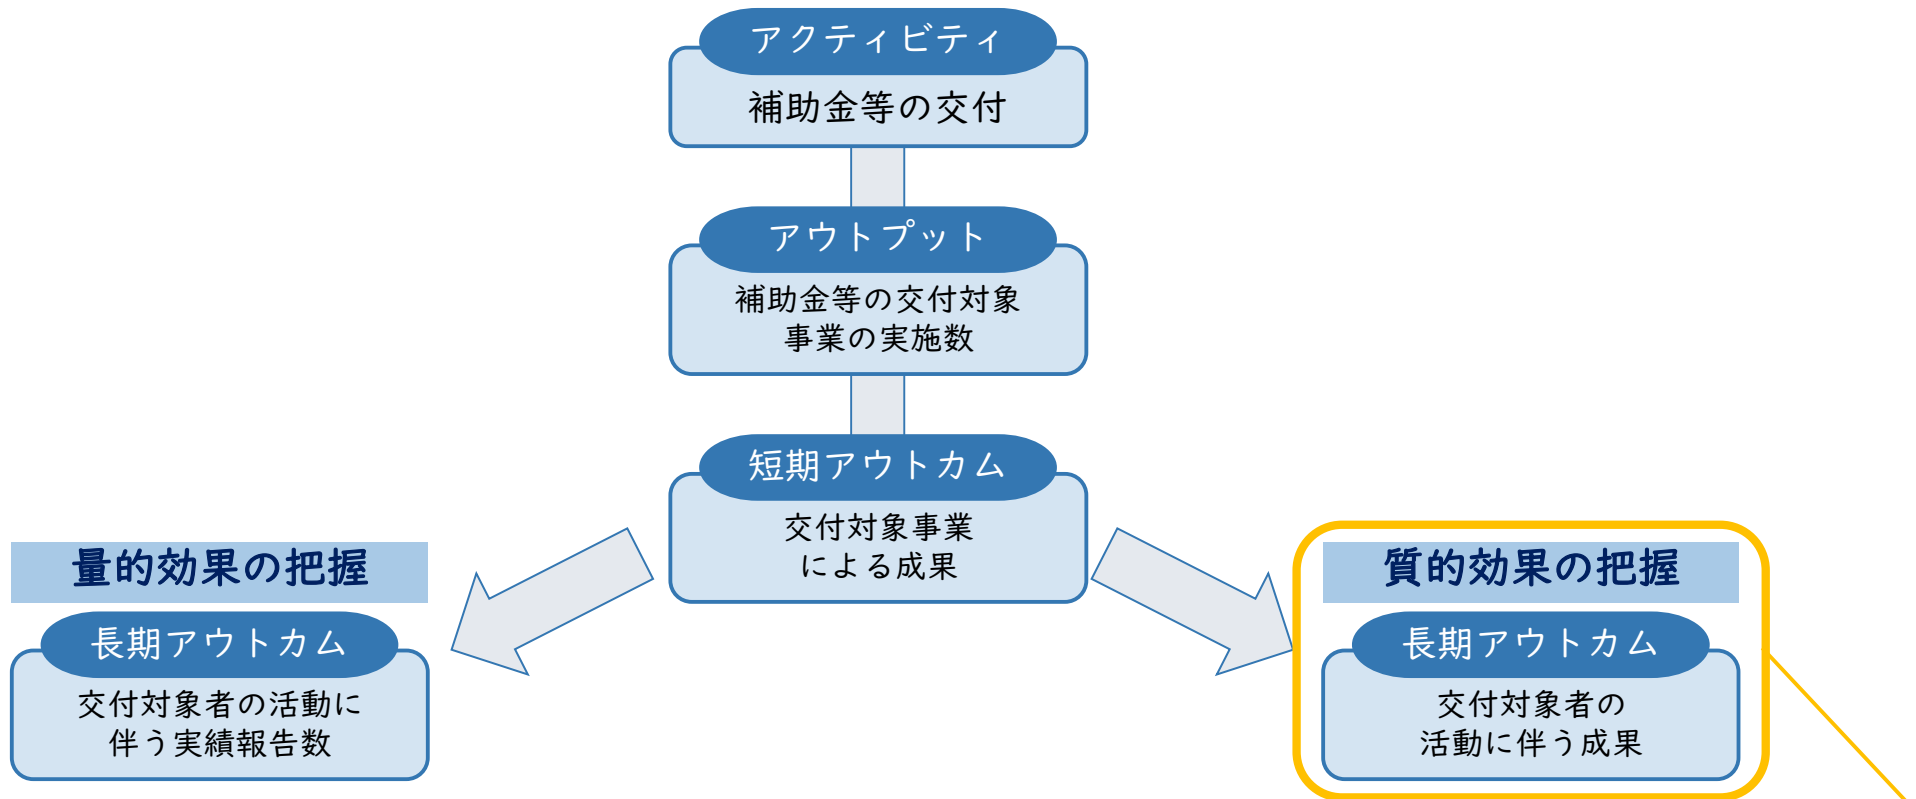 アクティビティ
補助金等の交付
アウトプット
補助金等の交付対象
事業の実施数
短期アウトカム
交付対象事業
による成果
量的効果の把握
長期アウトカム
交付対象者の活動に
伴う実績報告数
質的効果の把握
長期アウトカム
交付対象者の
活動に伴う成果